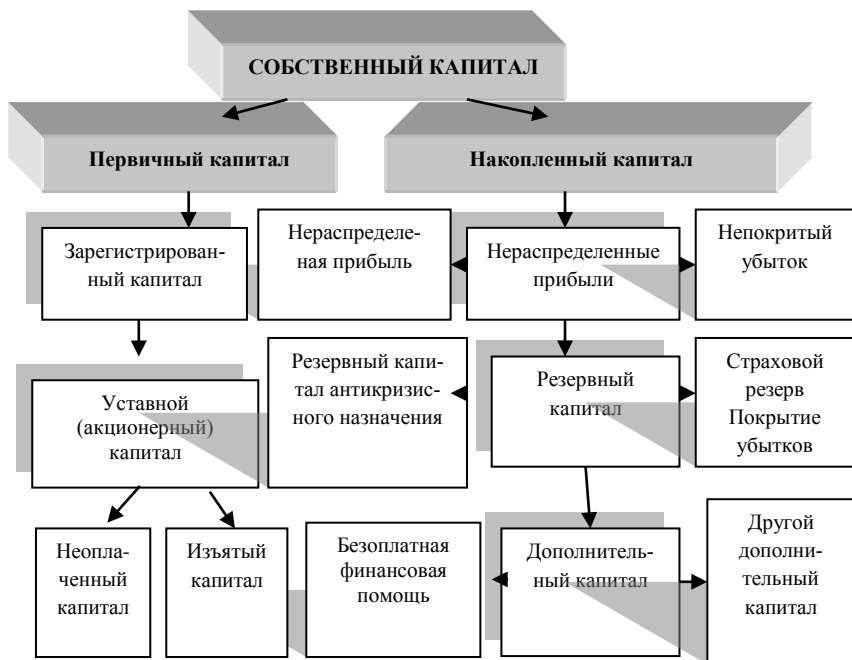 СОБСТВЕННЫЙ КАПИТАЛ
Первичный капитал
Накопленный капитал
Зарегистрирован-
ный капитал
Нераспределе-
ная прибыль
Нераспределенные
прибыли
Непокритый
убыток
Уставной
(акционерный)
капитал
Резервный капи-
тал антикризис-
ного назначения
Резервный
капитал
Страховой
резерв
Покрытие
убытков
Неопла-
ченный
капитал
Изъятый
капитал
Безоплатная
финансовая
помощь
Дополнитель-
ный капитал
Другой
дополни-
тельный
капитал